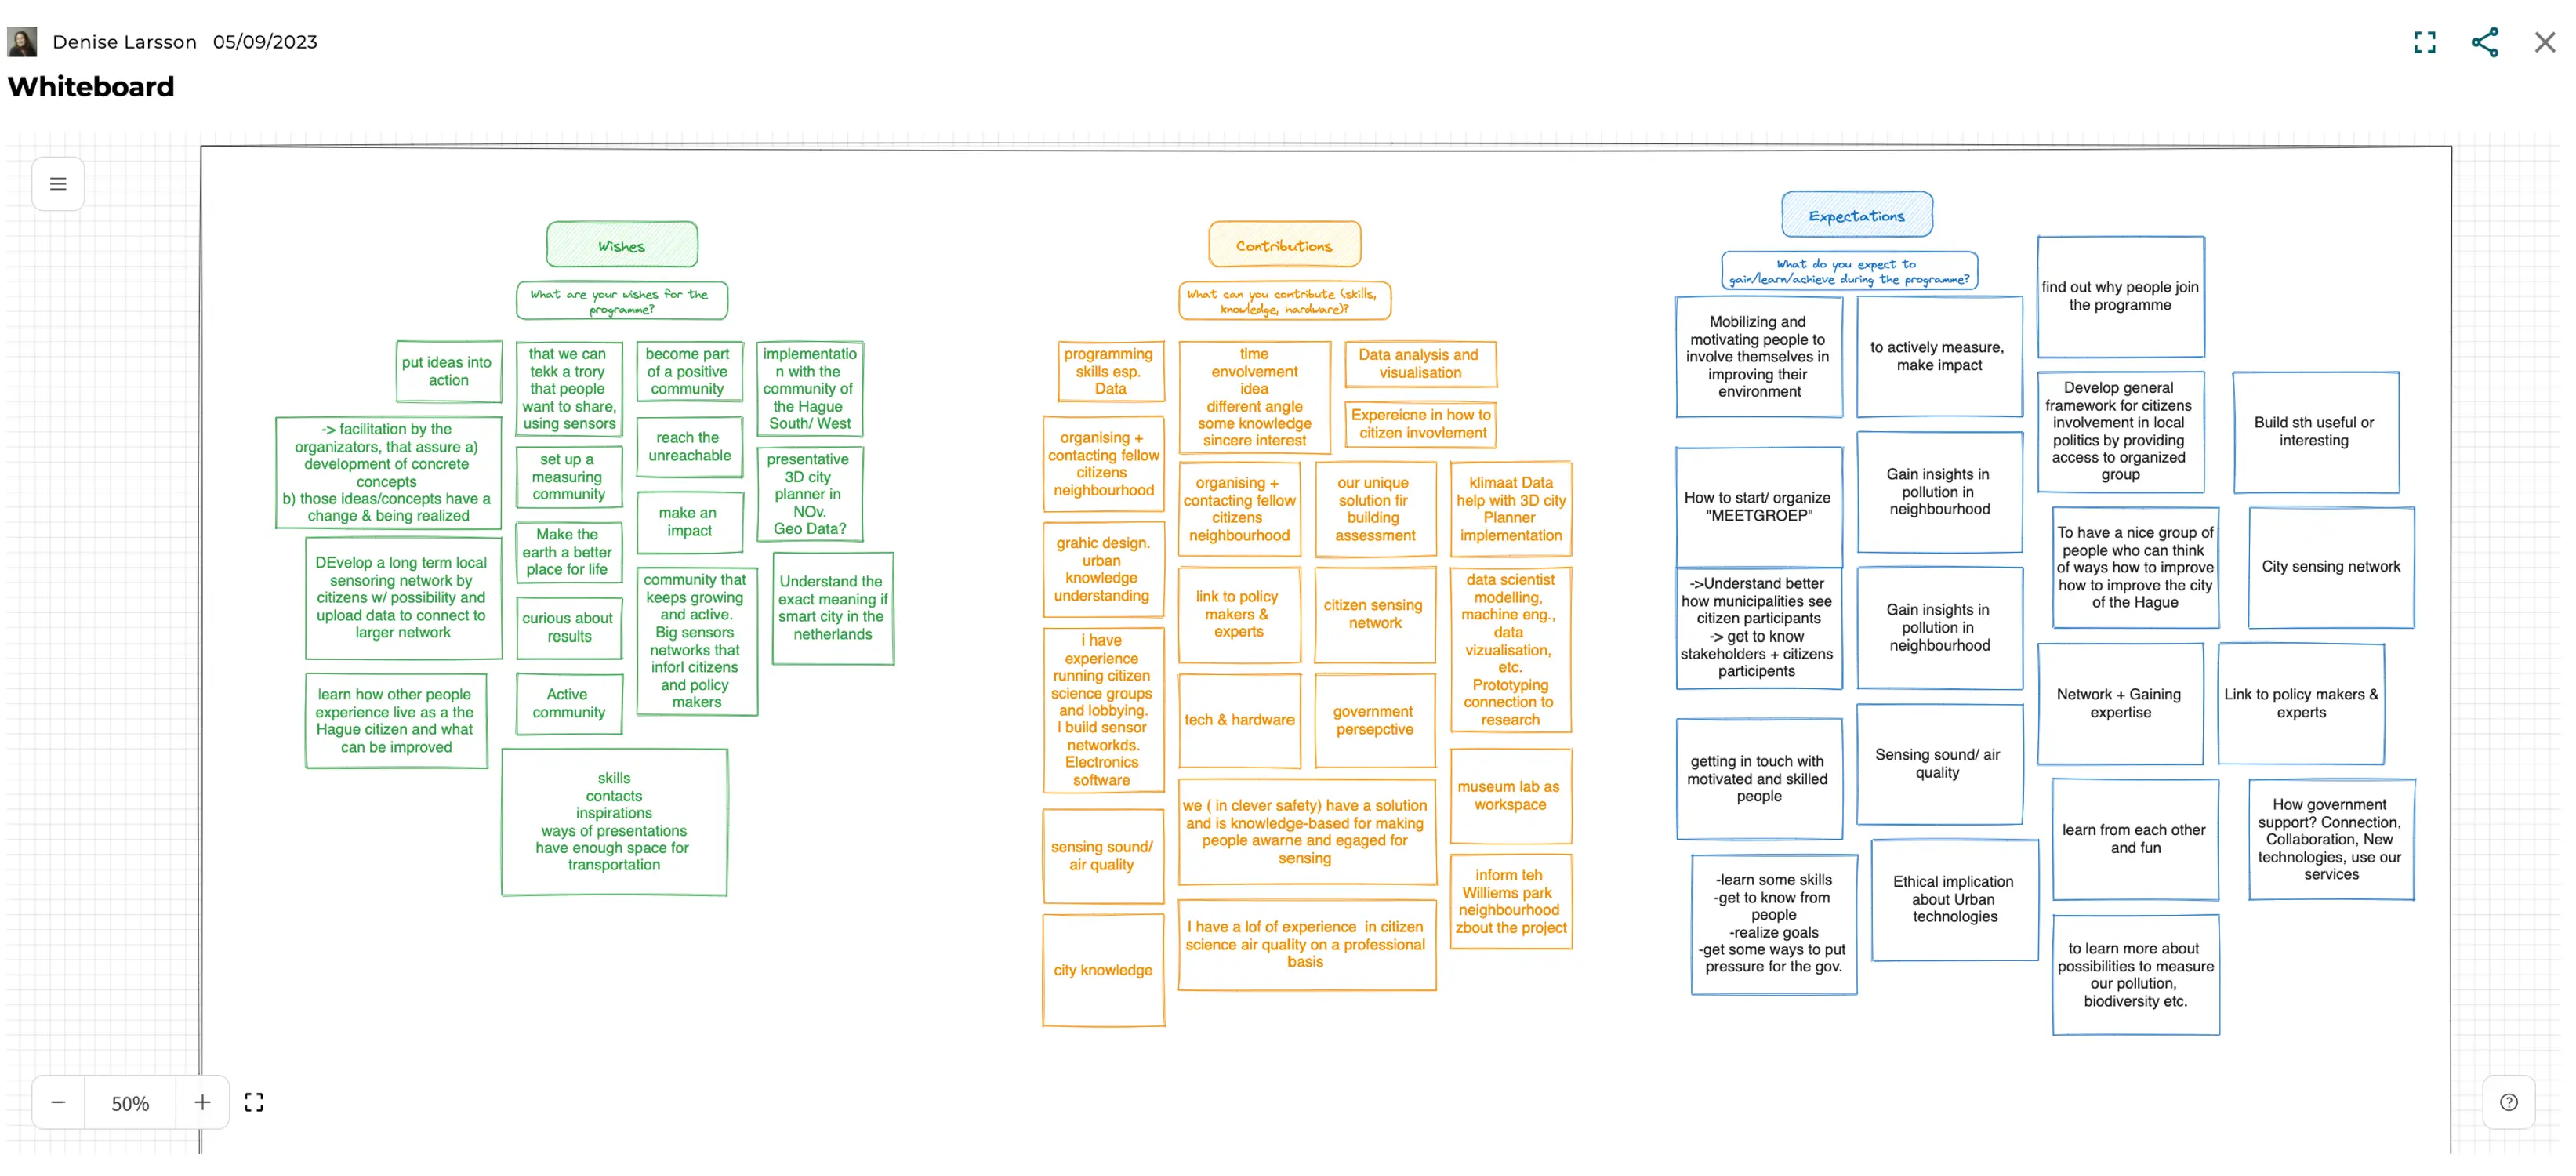 Denise Larsson 05/09/2023
Whiteboard
Wishes
What are your wishes for the
programme?
put ideas into
action
that we can
tekk a trory
that people
want to share,
using sensors
become part
of a positive
community
implementatio
n with the
community of
the Hague
South/ West
-> facilitation by the
organizators, that assure a)
development of concrete
concepts
b) those ideas/concepts have a
change & being realized
set up a
measuring
community
reach the
unreachable
presentative
3D city
planner in
NOv.
Geo Data?
make an
impact
DEvelop a long term local
sensoring network by
citizens w/ possibility and
upload data to connect to
larger network
Make the
earth a better
place for life
curious about
results
community that
keeps growing
and active.
Big sensors
networks that
inforl citizens
and policy
makers
Understand the
exact meaning if
smart city in the
netherlands
learn how other people
experience live as a the
Hague citizen and what
can be improved
Active
community
skills
contacts
inspirations
ways of presentations
have enough space for
transportation
Contributions
What can you contribute (skills,
knowledge, hardware)?
programming
skills esp.
Data
time
envolvement
idea
different angle
some knowledge
sincere interest
Data analysis and
visualisation
Expereicne in how to
citizen invovlement
organising +
contacting fellow
citizens
neighbourhood
organising +
contacting fellow
citizens
neighbourhood
our unique
solution fir
building
assessment
klimaat Data
help with 3D city
Planner
implementation
grahic design.
urban
knowledge
understanding
link to policy
makers &
experts
citizen sensing
network
data scientist
modelling,
machine eng.,
data
vizualisation,
etc.
Prototyping
connection to
research
i have
experience
running citizen
science groups
and lobbying.
I build sensor
networkds.
Electronics
software
tech & hardware
government
persepctive
museum lab as
workspace
we ( in clever safety) have a solution
and is knowledge-based for making
people awarne and egaged for
sensing
sensing sound/
air quality
inform teh
Williems park
neighbourhood
zbout the project
I have a lof of experience in citizen
science air quality on a professional
basis
city knowledge
Expectations
What do you expect to
gain/learn/achieve during the programme?
Mobilizing and
motivating people to
involve themselves in
improving their
environment
to actively measure,
make impact
find out why people join
the programme
Develop general
framework for citizens
involvement in local
politics by providing
access to organized
group
Build sth useful or
interesting
How to start/ organize
"MEETGROEP"
Gain insights in
pollution in
neighbourhood
To have a nice group of
people who can think
of ways how to improve
how to improve the city
of the Hague
City sensing network
->Understand better
how municipalities see
citizen participants
-> get to know
stakeholders + citizens
participants
Gain insights in
pollution in
neighbourhood
Network + Gaining
expertise
Link to policy makers &
experts
getting in touch with
motivated and skilled
people
Sensing sound/ air
quality
learn from each other
and fun
How government
support? Connection,
Collaboration, New
technologies, use our
services
-learn some skills
-get to know from
people
-realize goals
-get some ways to put
pressure for the gov.
Ethical implication
about Urban
technologies
to learn more about
possibilities to measure
our pollution,
biodiversity etc.
50%